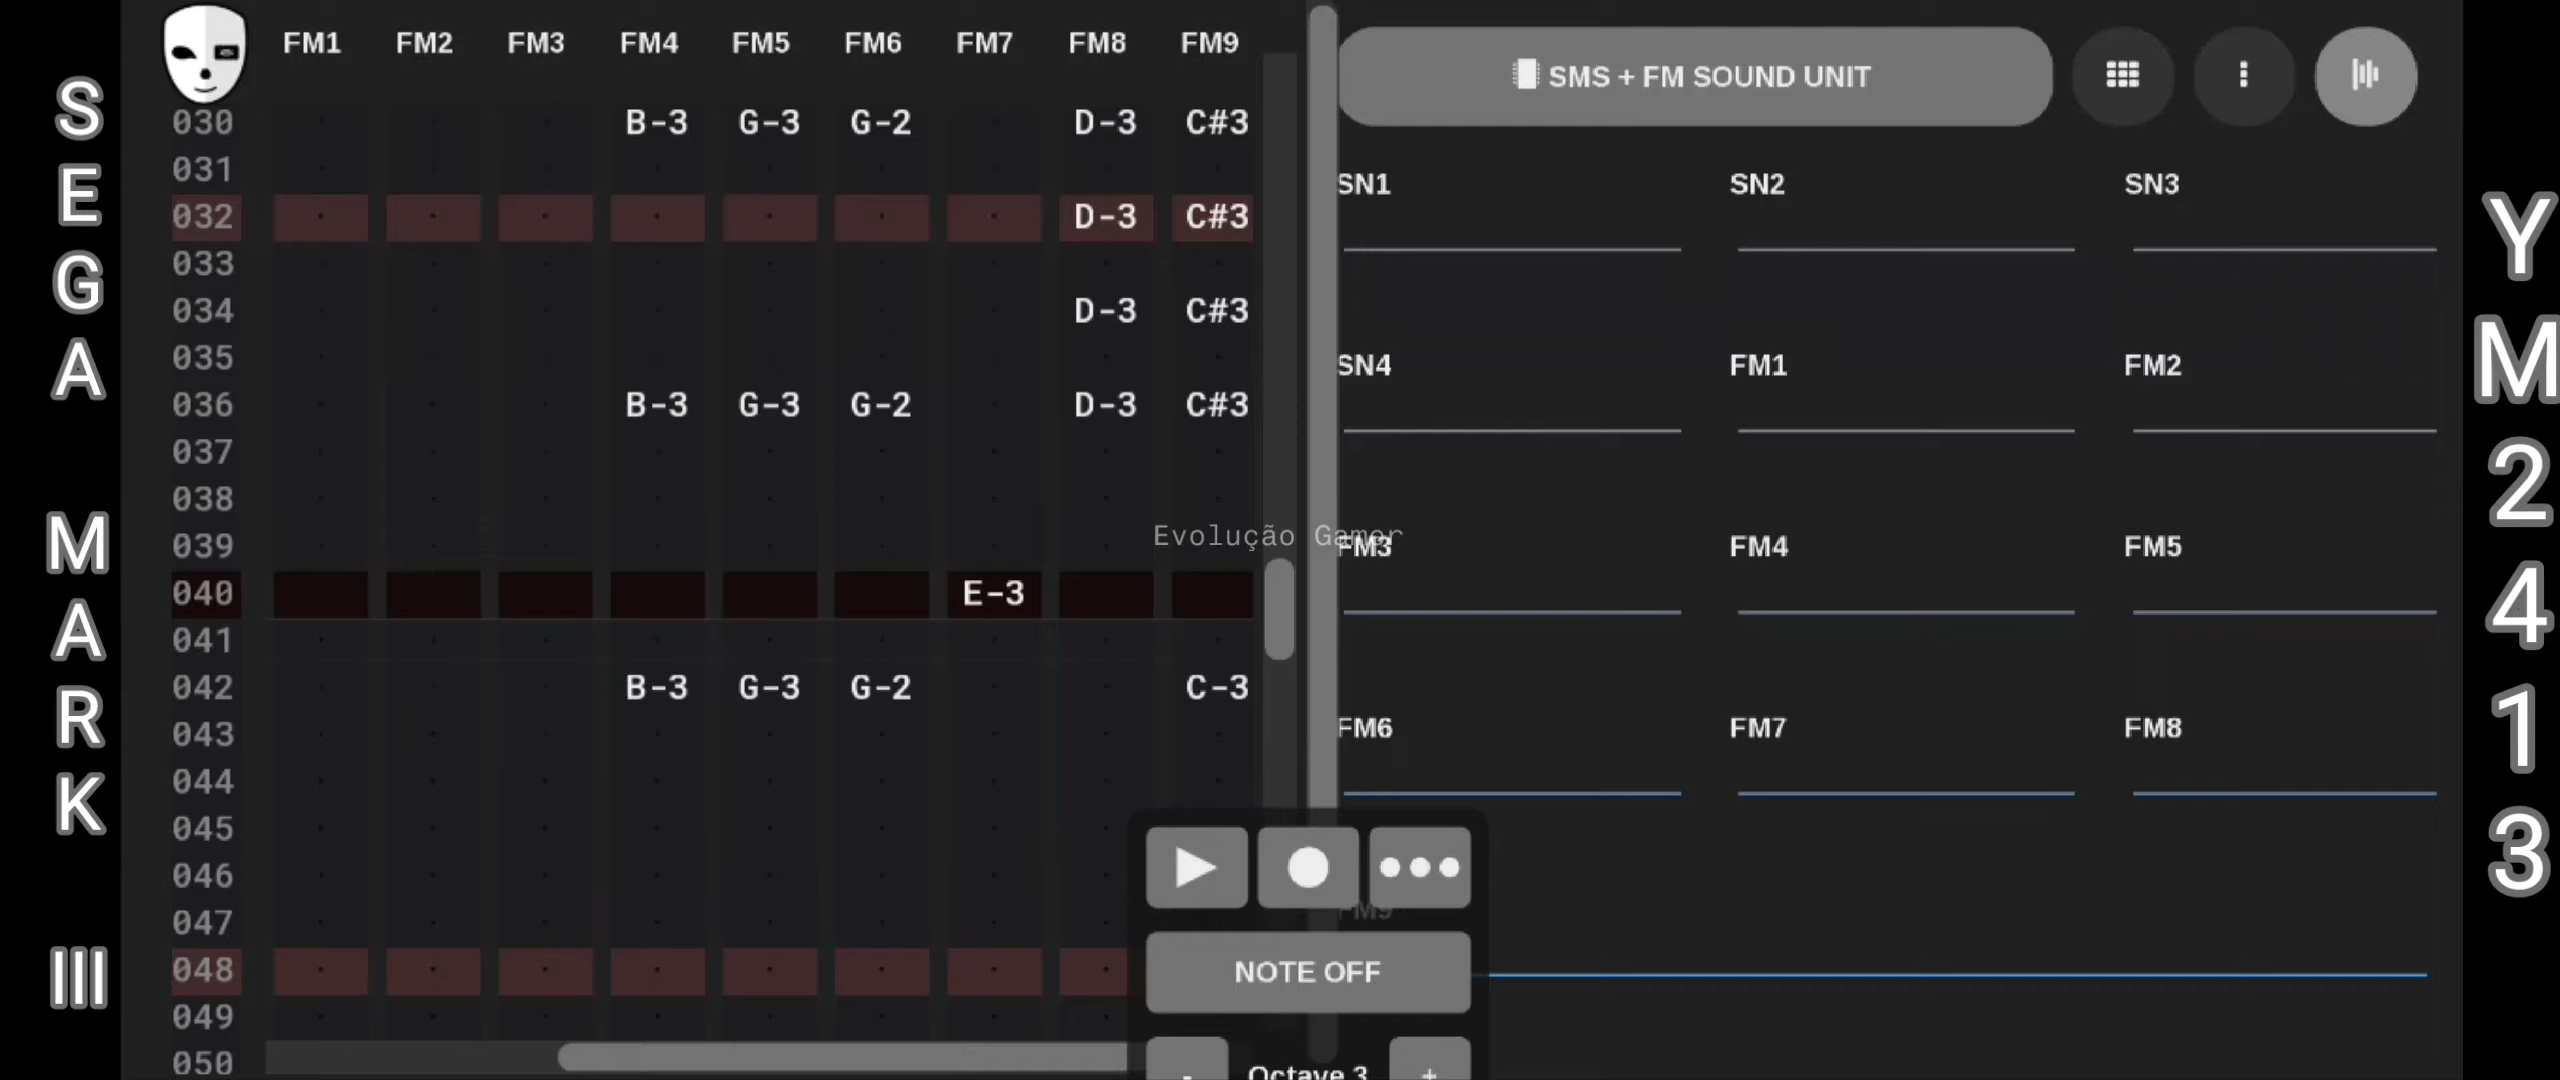 SEGA MARK III
FM1 FM2 FM3 FM4 FM5 FM6 FM7 FM8 FM9
030 B-3 G-3 G-2 D-3 C#3
031
032 D-3 C#3
033
034 D-3 C#3
035
036 B-3 G-3 G-2 D-3 C#3
037
038
039
040 E-3
041
042 B-3 G-3 G-2 C-3
043
044
045
046
047
048
049
050
Evolução Gamer
SMS + FM SOUND UNIT
SN1 SN2 SN3
SN4 FM1 FM2
FM3 FM4 FM5
FM6 FM7 FM8
FM9
NOTE OFF
- Octave 3 +
YM2413